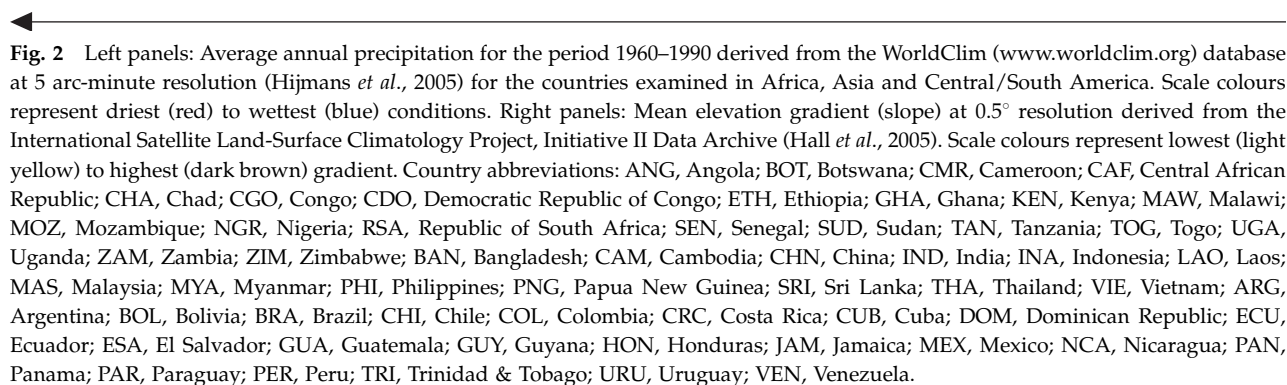 Fig. 2 Left panels: Average annual precipitation for the period 1960–1990 derived from the WorldClim (www.worldclim.org) database
at 5 arc-minute resolution (Hijmans et al., 2005) for the countries examined in Africa, Asia and Central/South America. Scale colours
represent driest (red) to wettest (blue) conditions. Right panels: Mean elevation gradient (slope) at 0.5° resolution derived from the
International Satellite Land-Surface Climatology Project, Initiative II Data Archive (Hall et al., 2005). Scale colours represent lowest (light
yellow) to highest (dark brown) gradient. Country abbreviations: ANG, Angola; BOT, Botswana; CMR, Cameroon; CAF, Central African
Republic; CHA, Chad; CGO, Congo; CDO, Democratic Republic of Congo; ETH, Ethiopia; GHA, Ghana; KEN, Kenya; MAW, Malawi;
MOZ, Mozambique; NGR, Nigeria; RSA, Republic of South Africa; SEN, Senegal; SUD, Sudan; TAN, Tanzania; TOG, Togo; UGA,
Uganda; ZAM, Zambia; ZIM, Zimbabwe; BAN, Bangladesh; CAM, Cambodia; CHN, China; IND, India; INA, Indonesia; LAO, Laos;
MAS, Malaysia; MYA, Myanmar; PHI, Philippines; PNG, Papua New Guinea; SRI, Sri Lanka; THA, Thailand; VIE, Vietnam; ARG,
Argentina; BOL, Bolivia; BRA, Brazil; CHI, Chile; COL, Colombia; CRC, Costa Rica; CUB, Cuba; DOM, Dominican Republic; ECU,
Ecuador; ESA, El Salvador; GUA, Guatemala; GUY, Guyana; HON, Honduras; JAM, Jamaica; MEX, Mexico; NCA, Nicaragua; PAN,
Panama; PAR, Paraguay; PER, Peru; TRI, Trinidad & Tobago; URU, Uruguay; VEN, Venezuela.